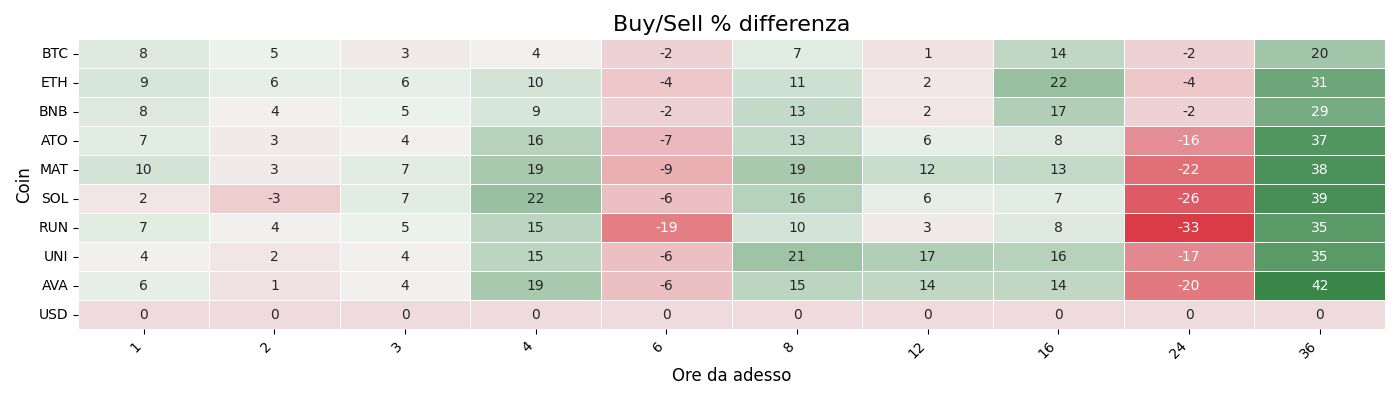 Buy/Sell % differenza
Coin
BTC 8 5 3 4 -2 7 1 14 -2 20
ETH 9 6 6 10 -4 11 2 22 -4 31
BNB 8 4 5 9 -2 13 2 17 -2 29
ATO 7 3 4 16 -7 13 6 8 -16 37
MAT 10 3 7 19 -9 19 12 13 -22 38
SOL 2 -3 7 22 -6 16 6 7 -26 39
RUN 7 4 5 15 -19 10 3 8 -33 35
UNI 4 2 4 15 -6 21 17 16 -17 35
AVA 6 1 4 19 -6 15 14 14 -20 42
USD 0 0 0 0 0 0 0 0 0 0
1 2 3 4 6 8 12 16 24 36
Ore da adesso